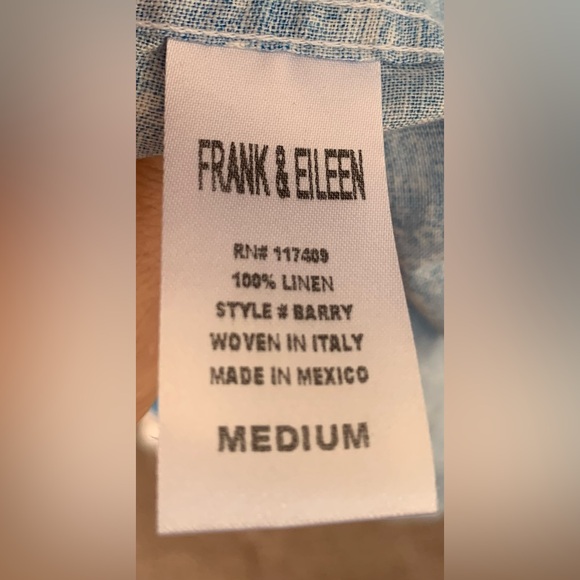 FRANK & EILEEN
RN# 117409
100% LINEN
STYLE # BARRY
WOVEN IN ITALY
MADE IN MEXICO
MEDIUM